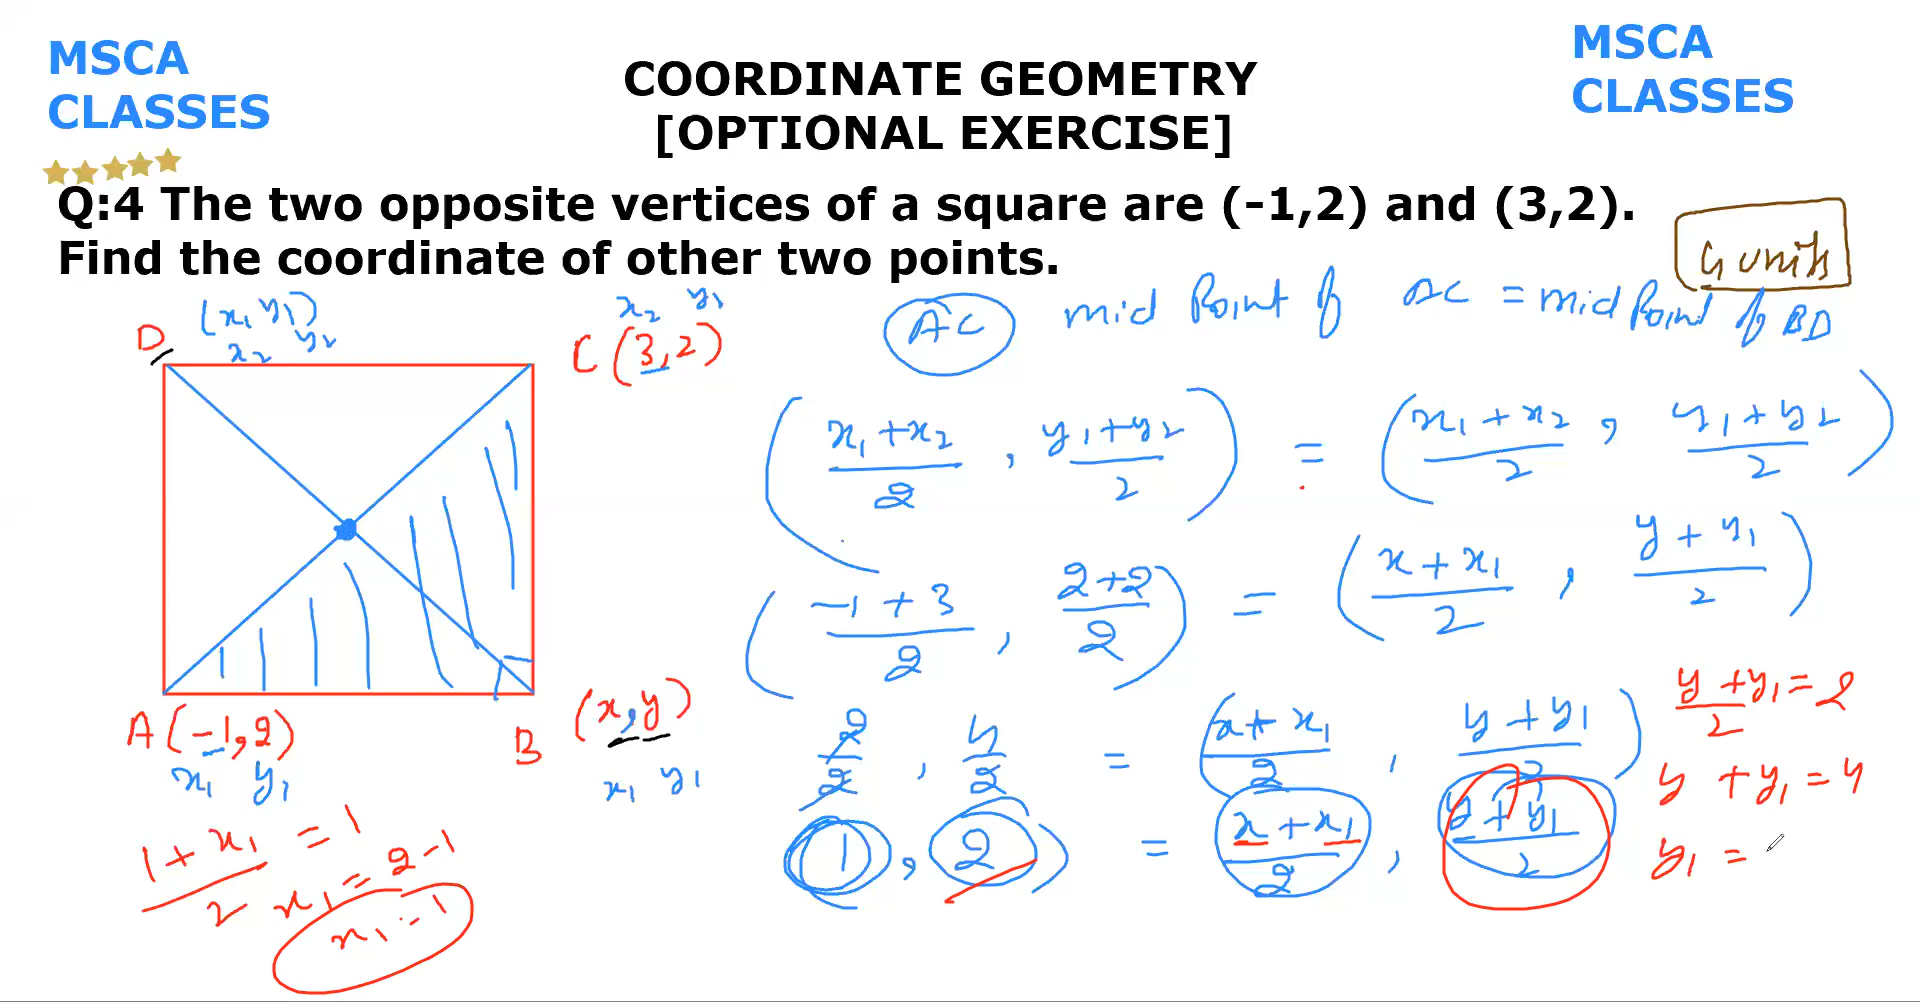 MSCA
CLASSES
MSCA
CLASSES
COORDINATE GEOMETRY
[OPTIONAL EXERCISE]
Q:4 The two opposite vertices of a square are (-1,2) and (3,2).
Find the coordinate of other two points.
4 units
D (x₁ y₁)
x₂ y₂
x₂ y₁
C (3,2)
AC mid Point of AC = mid Point of BD
((x₁+x₂)/2 , (y₁+y₂)/2) = ((x₁+x₂)/2 , (y₁+y₂)/2)
((-1+3)/2 , (2+2)/2) = ((x+x₁)/2 , (y+y₁)/2)
A (-1,2)
x₁ y₁
B (x,y)
x₁ y₁
2/2 , 4/2 = ((x+x₁)/2 , (y+y₁)/2)
(1 , 2) = (x+x₁)/2 , (y+y₁)/2
(y+y₁)/2 = 2
y + y₁ = 4
y₁ =
(1+x₁)/2 = 1
x₁ = 2-1
x₁ = 1